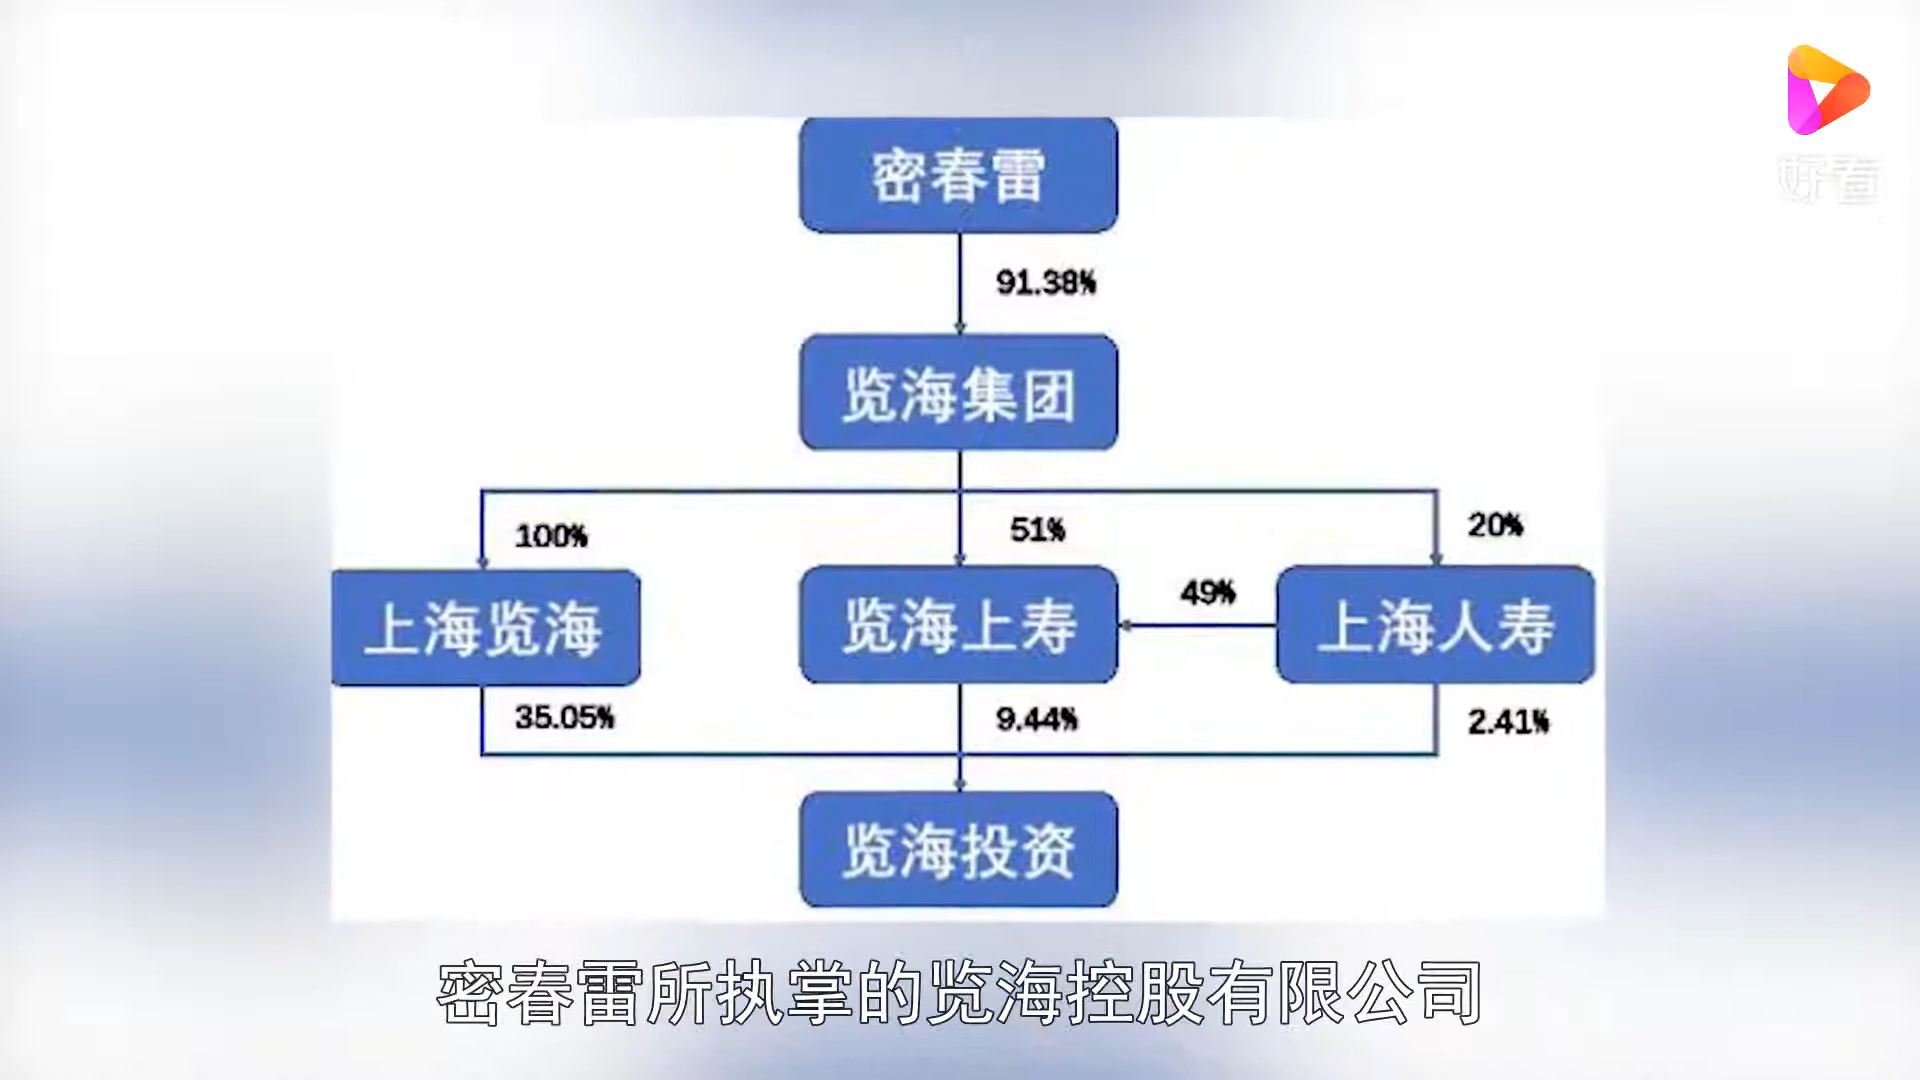 好看
密春雷
91.38%
览海集团
100%
51%
20%
49%
上海览海
览海上寿
上海人寿
35.05%
9.44%
2.41%
览海投资
密春雷所执掌的览海控股有限公司